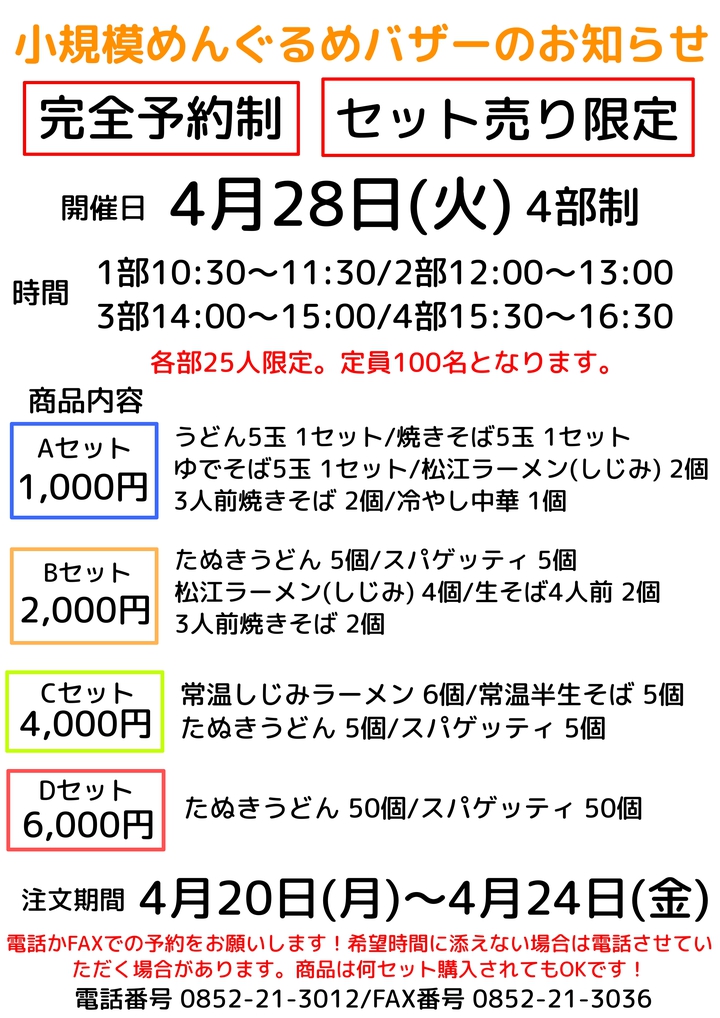 小規模めんぐるめバザーのお知らせ
完全予約制 セット売り限定
開催日 4月28日(火) 4部制
時間
1部10:30〜11:30/2部12:00〜13:00
3部14:00〜15:00/4部15:30〜16:30
各部25人限定。定員100名となります。
商品内容
Aセット
1,000円
うどん5玉 1セット/焼きそば5玉 1セット
ゆでそば5玉 1セット/松江ラーメン(しじみ) 2個
3人前焼きそば 2個/冷やし中華 1個
Bセット
2,000円
たぬきうどん 5個/スパゲッティ 5個
松江ラーメン(しじみ) 4個/生そば4人前 2個
3人前焼きそば 2個
Cセット
4,000円
常温しじみラーメン 6個/常温半生そば 5個
たぬきうどん 5個/スパゲッティ 5個
Dセット
6,000円
たぬきうどん 50個/スパゲッティ 50個
注文期間 4月20日(月)〜4月24日(金)
電話かFAXでの予約をお願いします！希望時間に添えない場合は電話させてい
ただく場合があります。商品は何セット購入されてもOKです！
電話番号 0852-21-3012/FAX番号 0852-21-3036